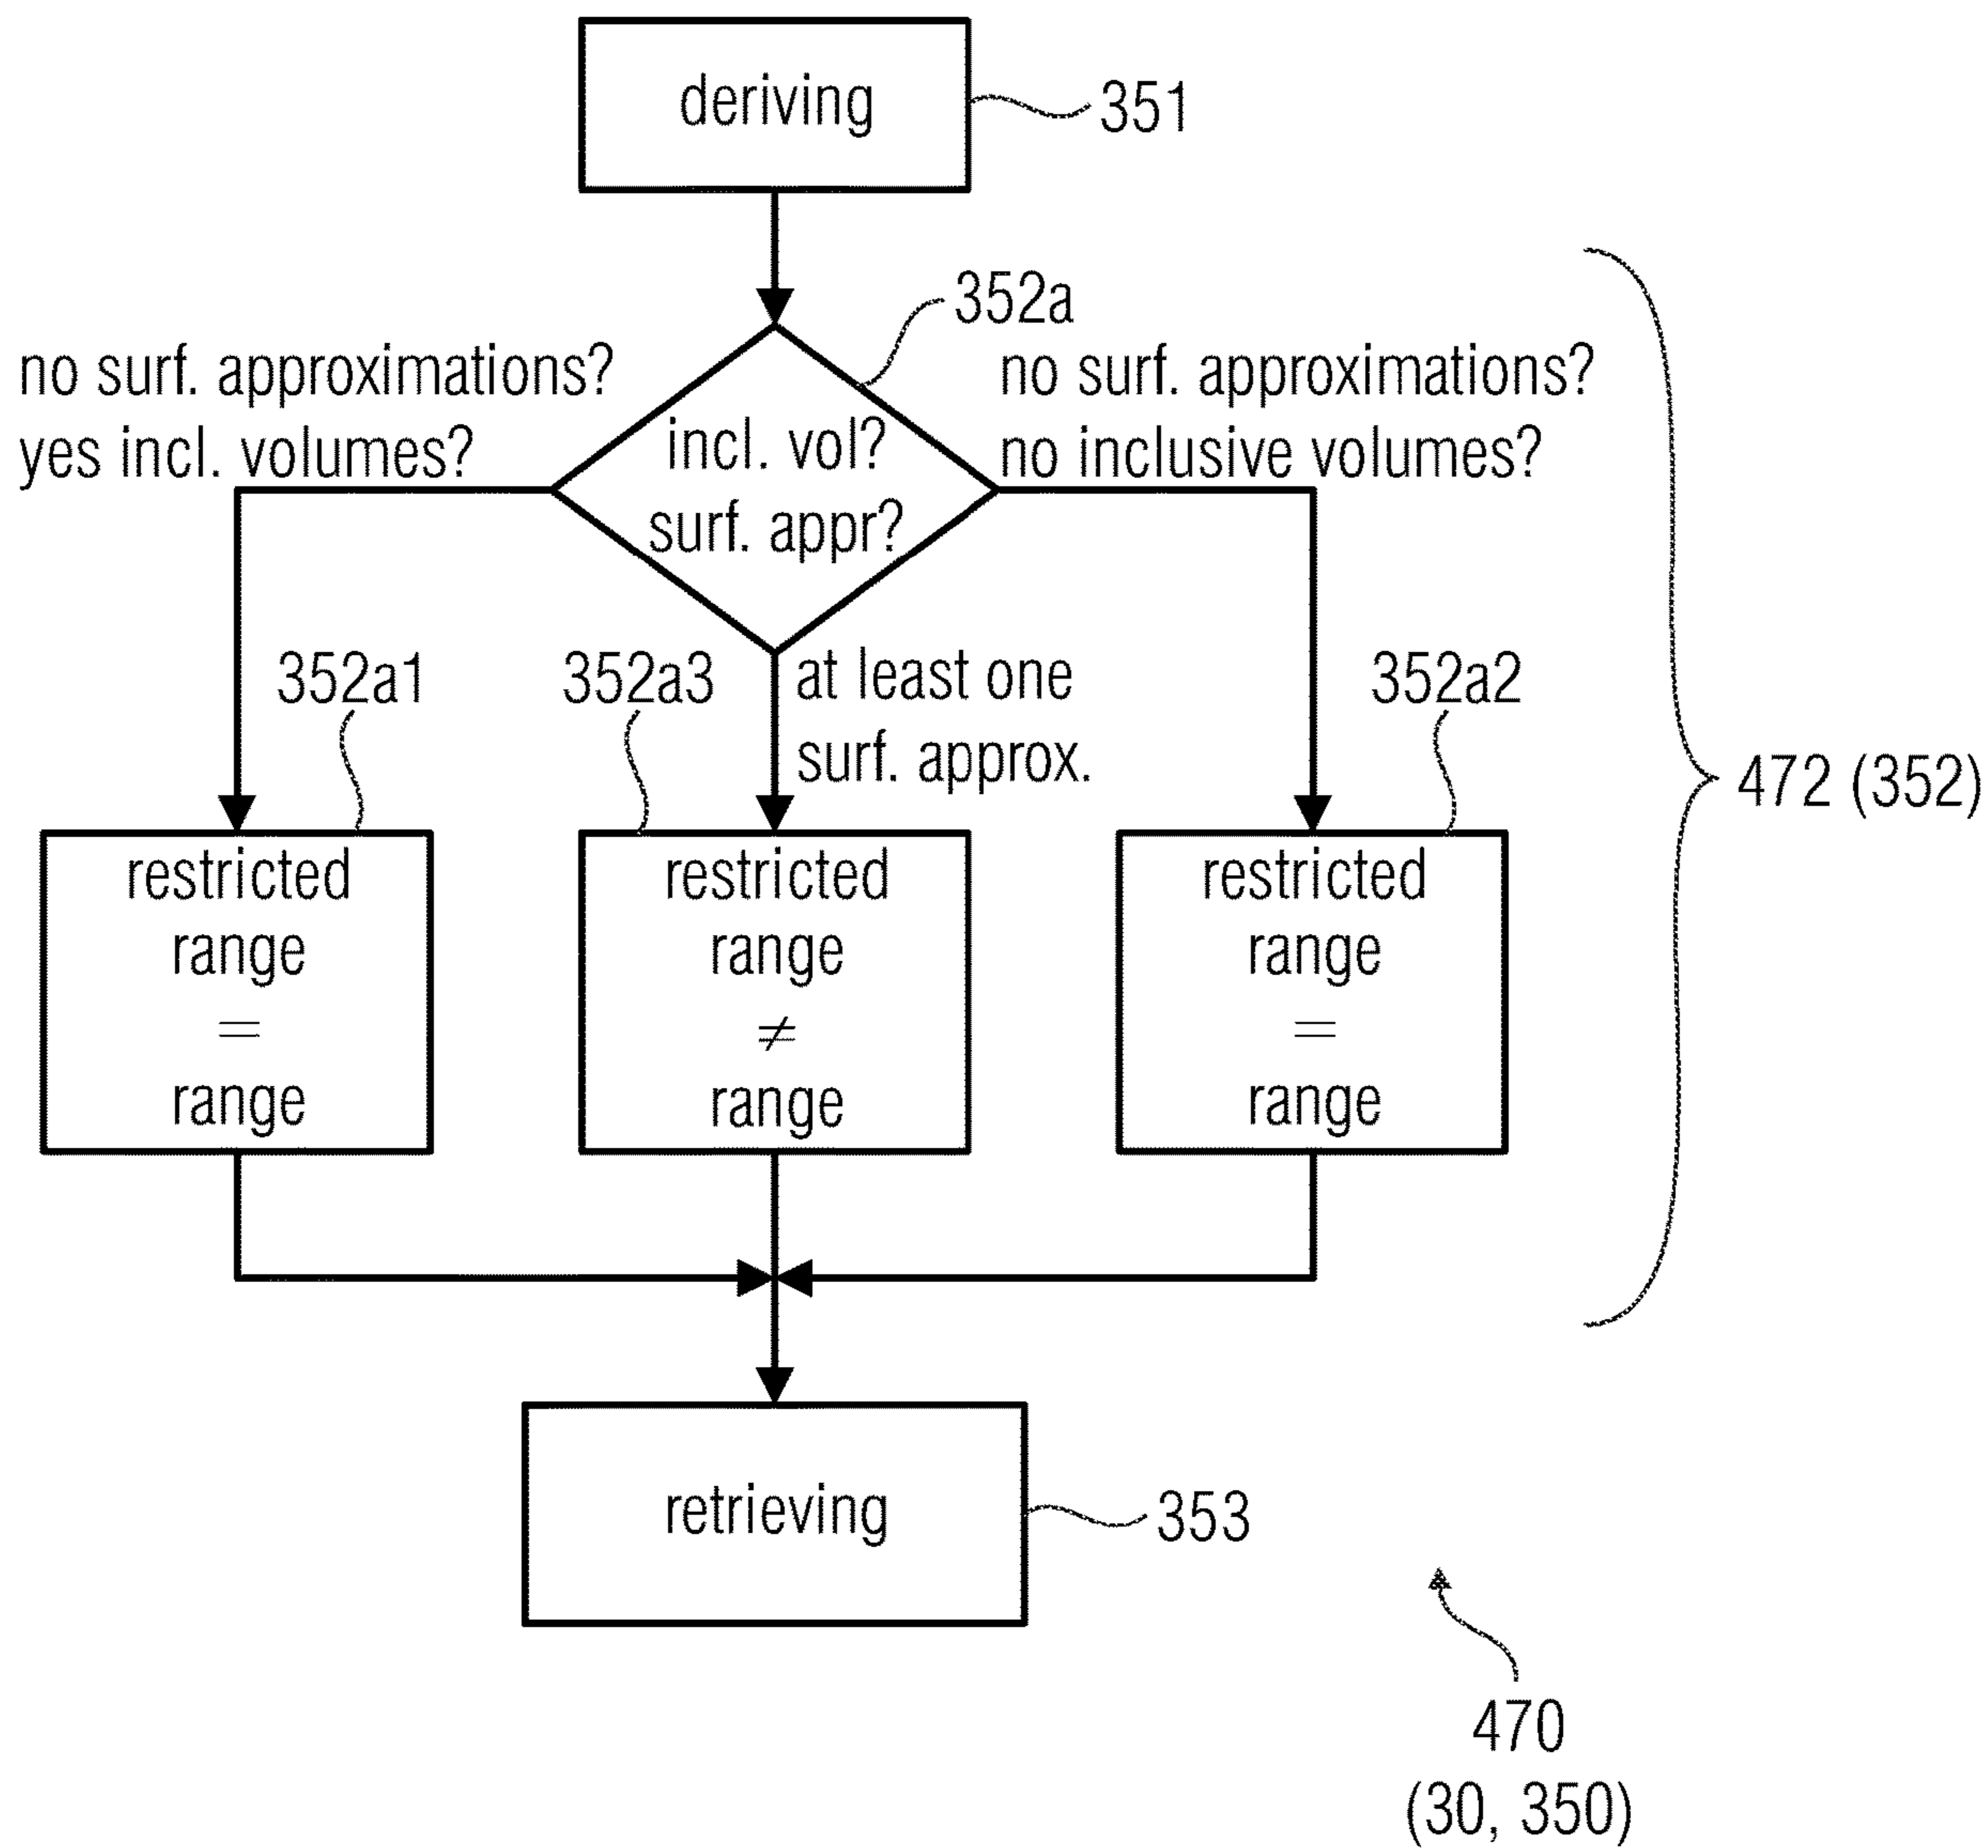 deriving
351
352a
no surf. approximations?
yes incl. volumes?
incl. vol?
surf. appr?
no surf. approximations?
no inclusive volumes?
352a1
352a3
at least one
surf. approx.
352a2
472 (352)
restricted
range
=
range
restricted
range
≠
range
restricted
range
=
range
retrieving
353
470
(30, 350)